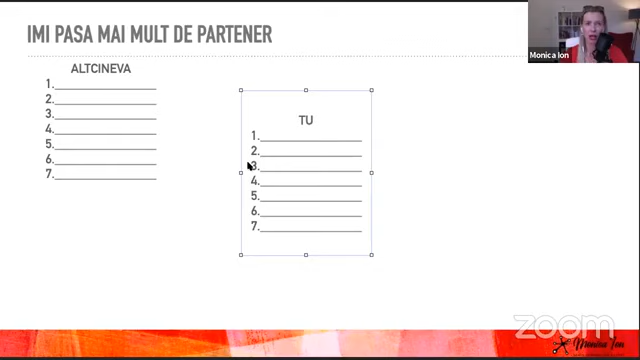 IMI PASA MAI MULT DE PARTENER
Monica Ion
ALTCINEVA
1.
2.
3.
4.
5.
6.
7.
TU
1.
2.
3.
4.
5.
6.
7.
zoom
Monica Ion